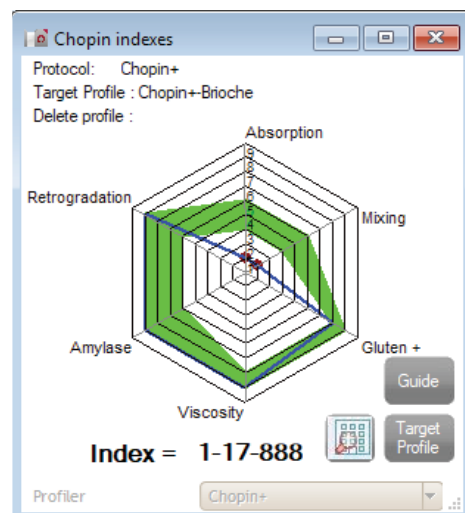 Chopin indexes
Protocol: Chopin+
Target Profile : Chopin+-Brioche
Delete profile :
Absorption
Retrogradation
Mixing
Amylase
Gluten +
Viscosity
Guide
Target
Profile
Index = 1-17-888
Profiler Chopin+